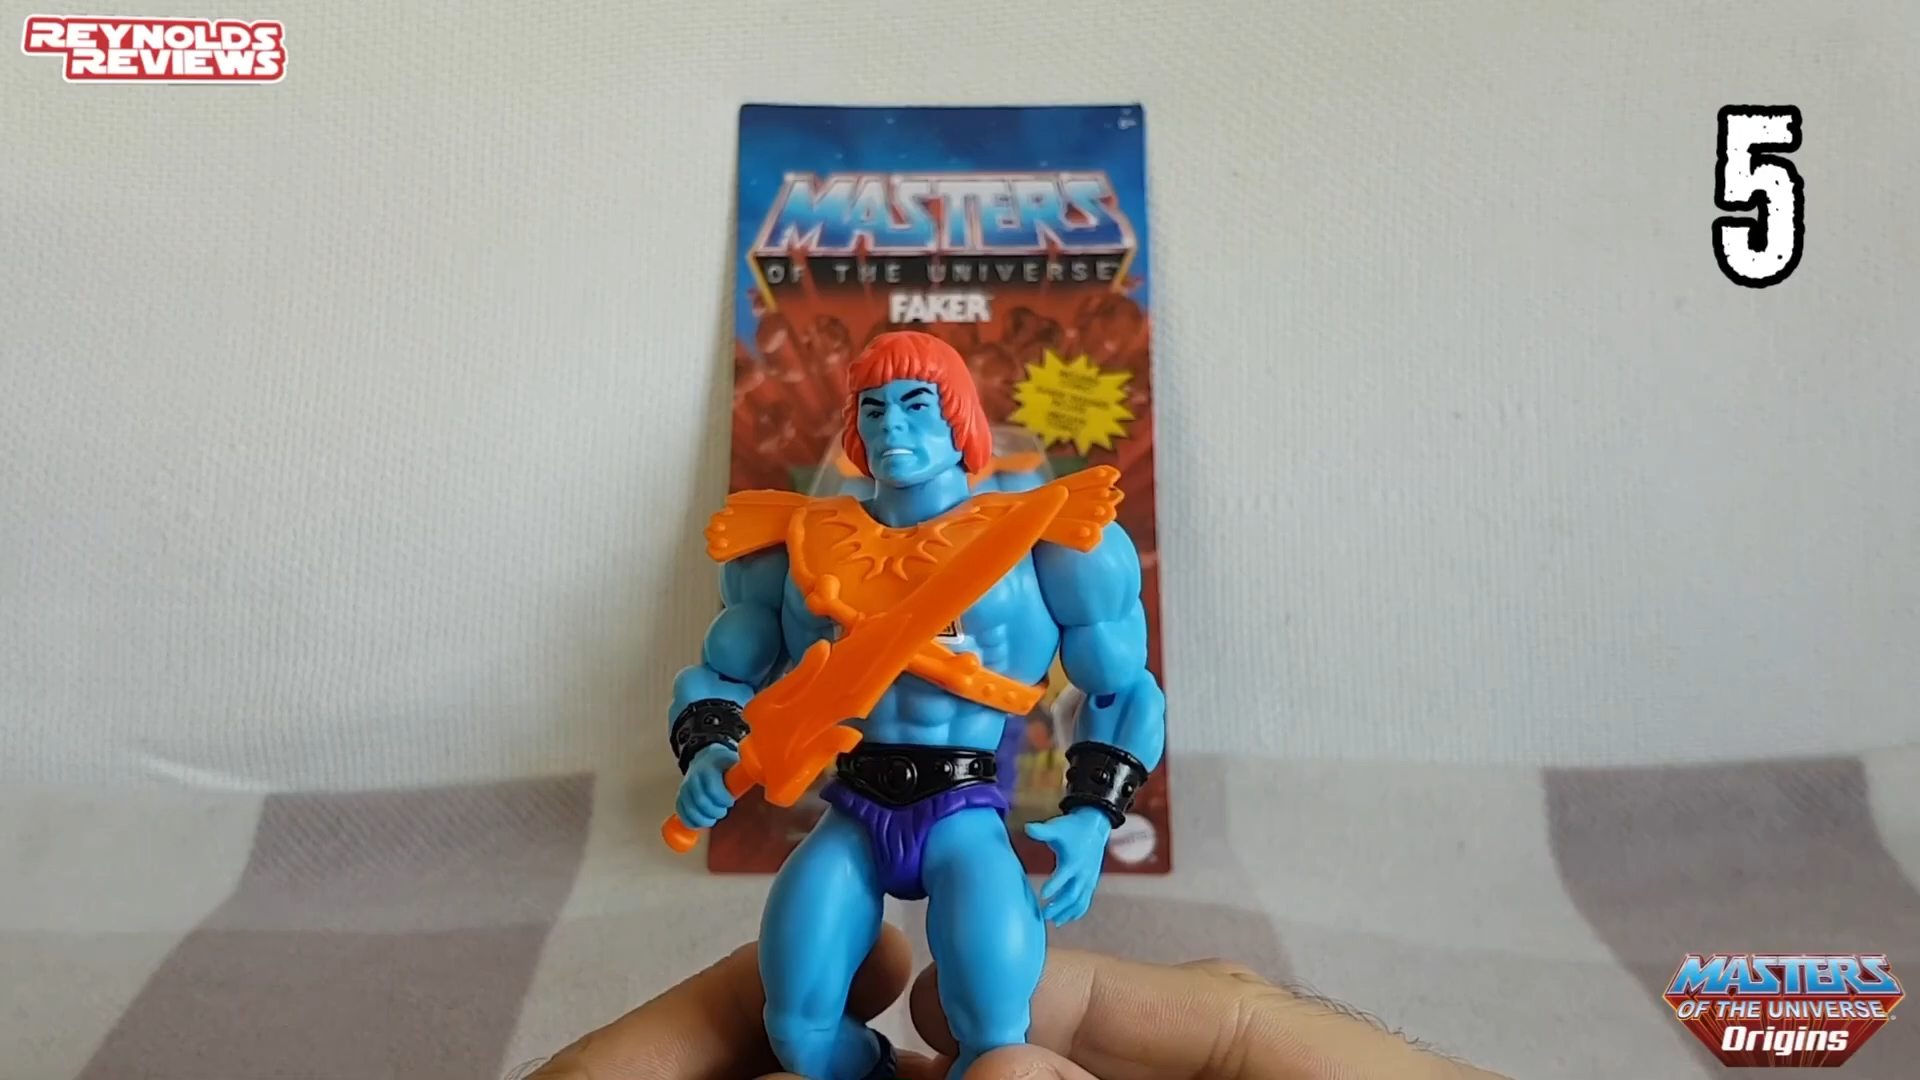 REYNOLDS
REVIEWS
5
MASTERS
OF THE UNIVERSE
FAKER
MASTERS
OF THE UNIVERSE
Origins